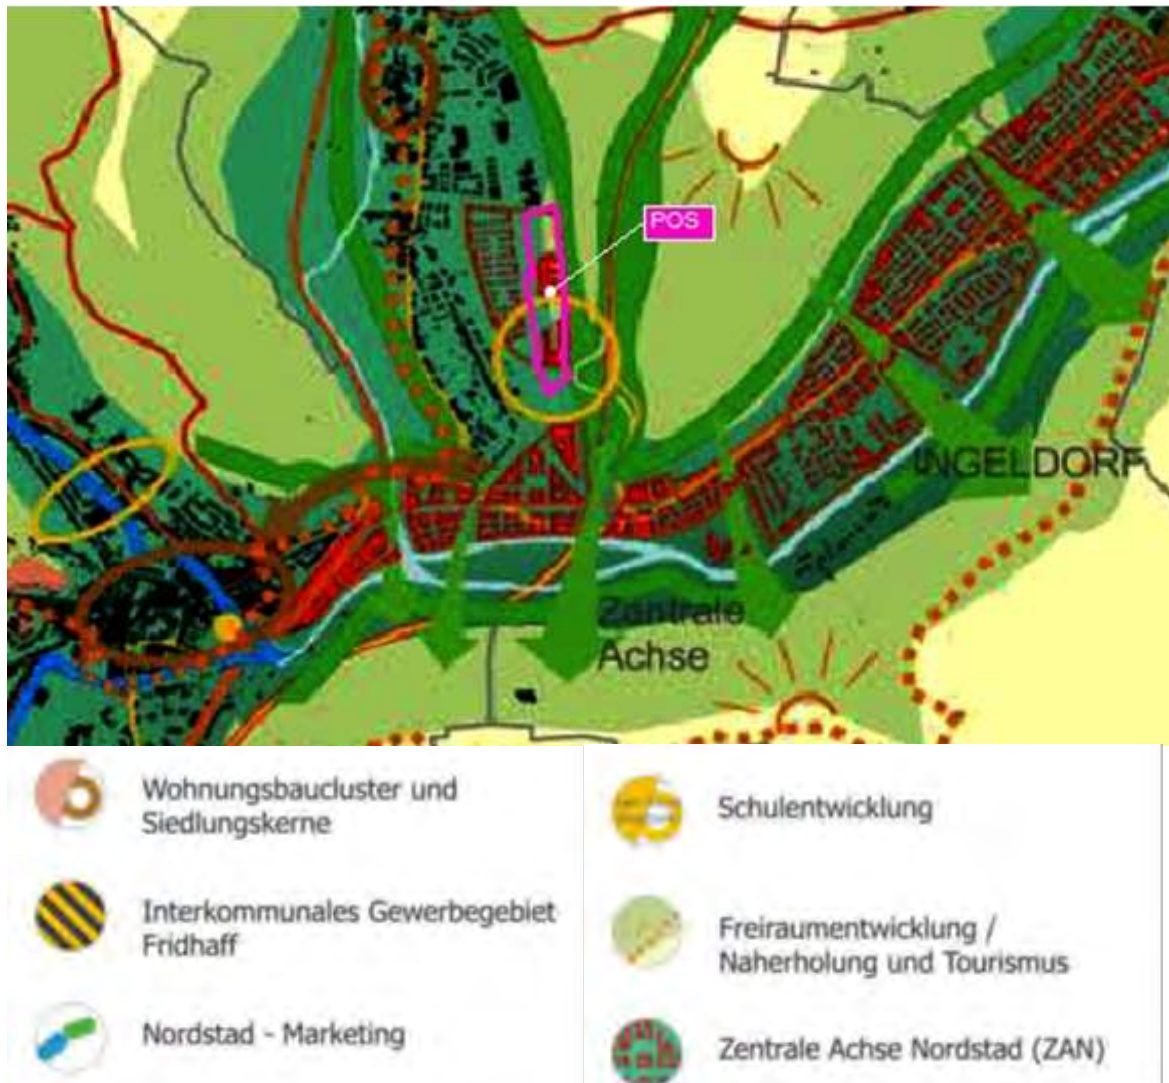 POS
INGELDORF
Zentrale
Achse
Wohnungsbaucluster und
Siedlungskerne
Interkommunales Gewerbegebiet
Fridhaff
Nordstad - Marketing
Schulentwicklung
Freiraumentwicklung /
Naherholung und Tourismus
Zentrale Achse Nordstad (ZAN)